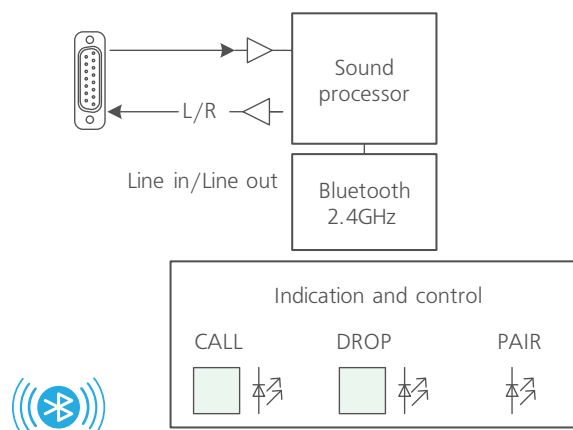 Sound
processor
L/R
Line in/Line out
Bluetooth
2.4GHz
Indication and control
CALL DROP PAIR